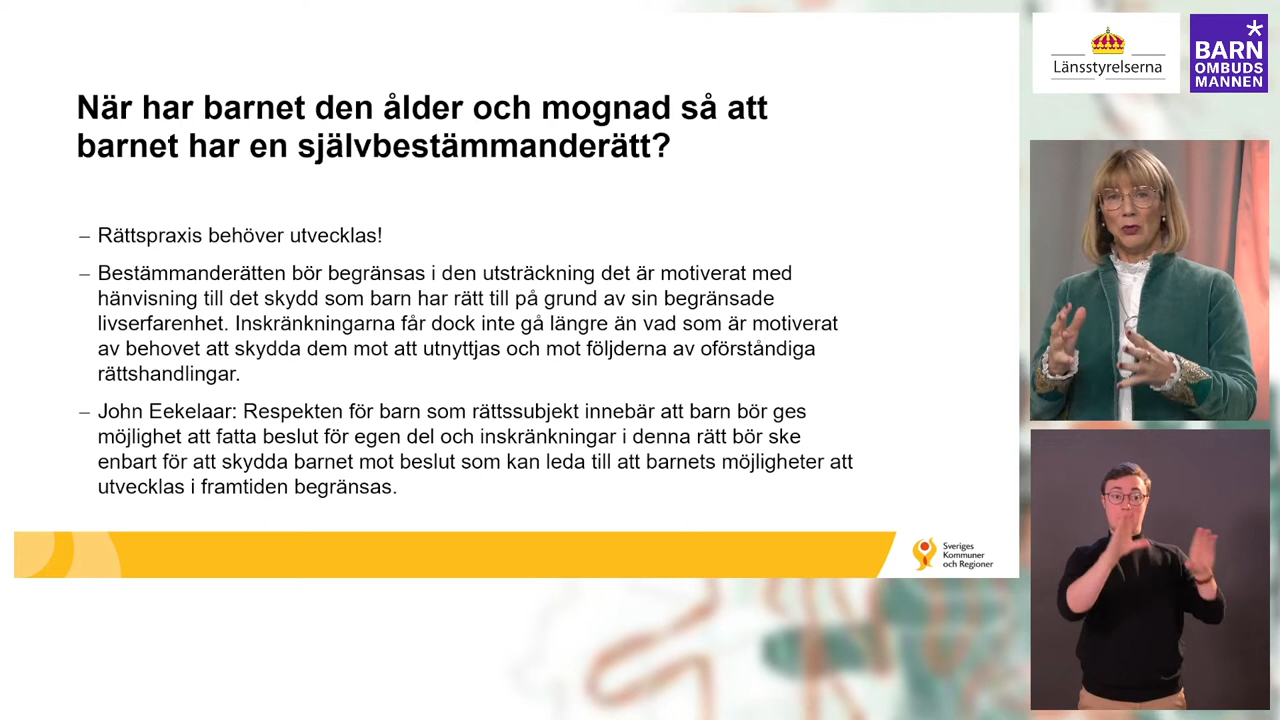 När har barnet den ålder och mognad så att
barnet har en självbestämmanderätt?
– Rättspraxis behöver utvecklas!
– Bestämmanderätten bör begränsas i den utsträckning det är motiverat med
hänvisning till det skydd som barn har rätt till på grund av sin begränsade
livserfarenhet. Inskränkningarna får dock inte gå längre än vad som är motiverat
av behovet att skydda dem mot att utnyttjas och mot följderna av oförståndiga
rättshandlingar.
– John Eekelaar: Respekten för barn som rättssubjekt innebär att barn bör ges
möjlighet att fatta beslut för egen del och inskränkningar i denna rätt bör ske
enbart för att skydda barnet mot beslut som kan leda till att barnets möjligheter att
utvecklas i framtiden begränsas.
Sveriges
Kommuner
och Regioner
Länsstyrelserna
BARN
OMBUDS
MANNEN